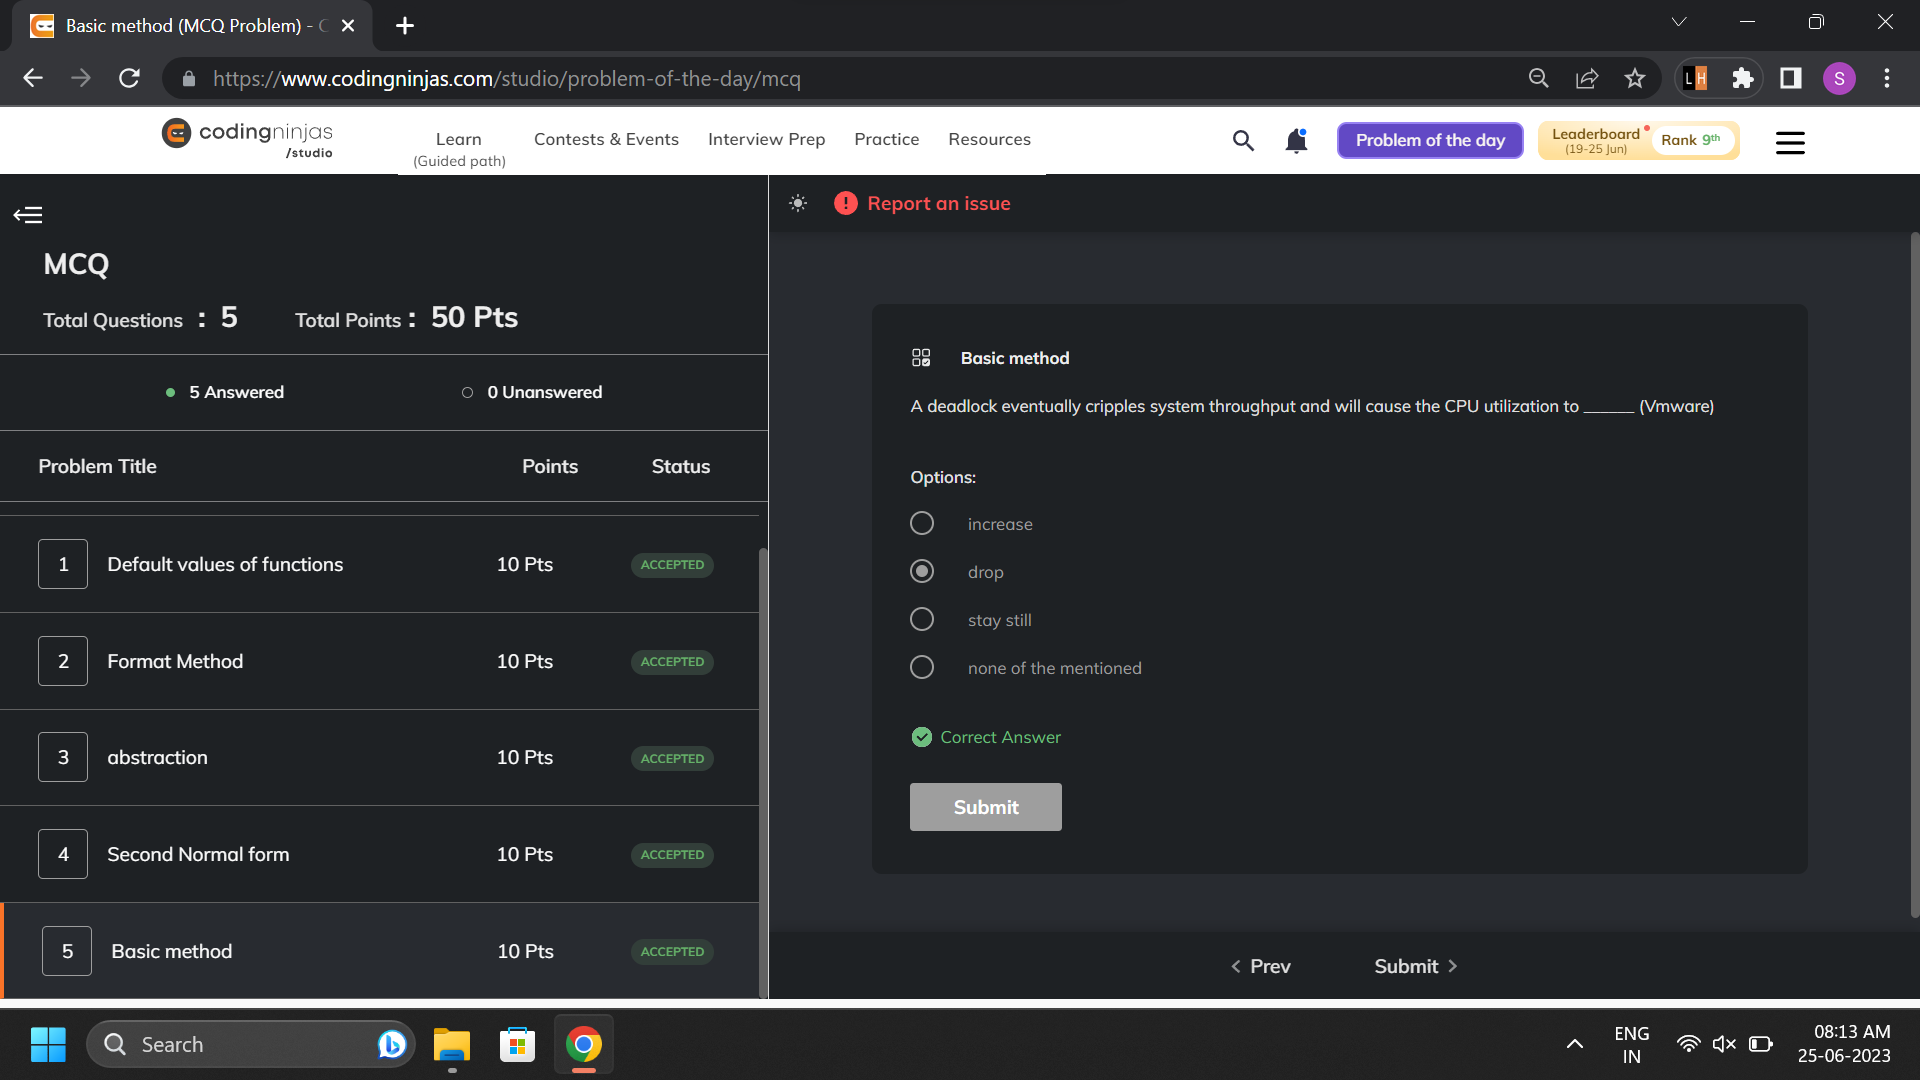 Basic method (MCQ Problem) - C
https://www.codingninjas.com/studio/problem-of-the-day/mcq
L H
S
codingninjas
/studio
Learn
(Guided path)
Contests & Events
Interview Prep
Practice
Resources
Problem of the day
Leaderboard
(19-25 Jun)
Rank 9th
MCQ
Total Questions : 5
Total Points : 50 Pts
5 Answered
0 Unanswered
Problem Title Points Status
1 Default values of functions 10 Pts ACCEPTED
2 Format Method 10 Pts ACCEPTED
3 abstraction 10 Pts ACCEPTED
4 Second Normal form 10 Pts ACCEPTED
5 Basic method 10 Pts ACCEPTED
Report an issue
Basic method
A deadlock eventually cripples system throughput and will cause the CPU utilization to ______ (Vmware)
Options:
increase
drop
stay still
none of the mentioned
Correct Answer
Submit
< Prev
Submit >
Search
ENG
IN
08:13 AM
25-06-2023